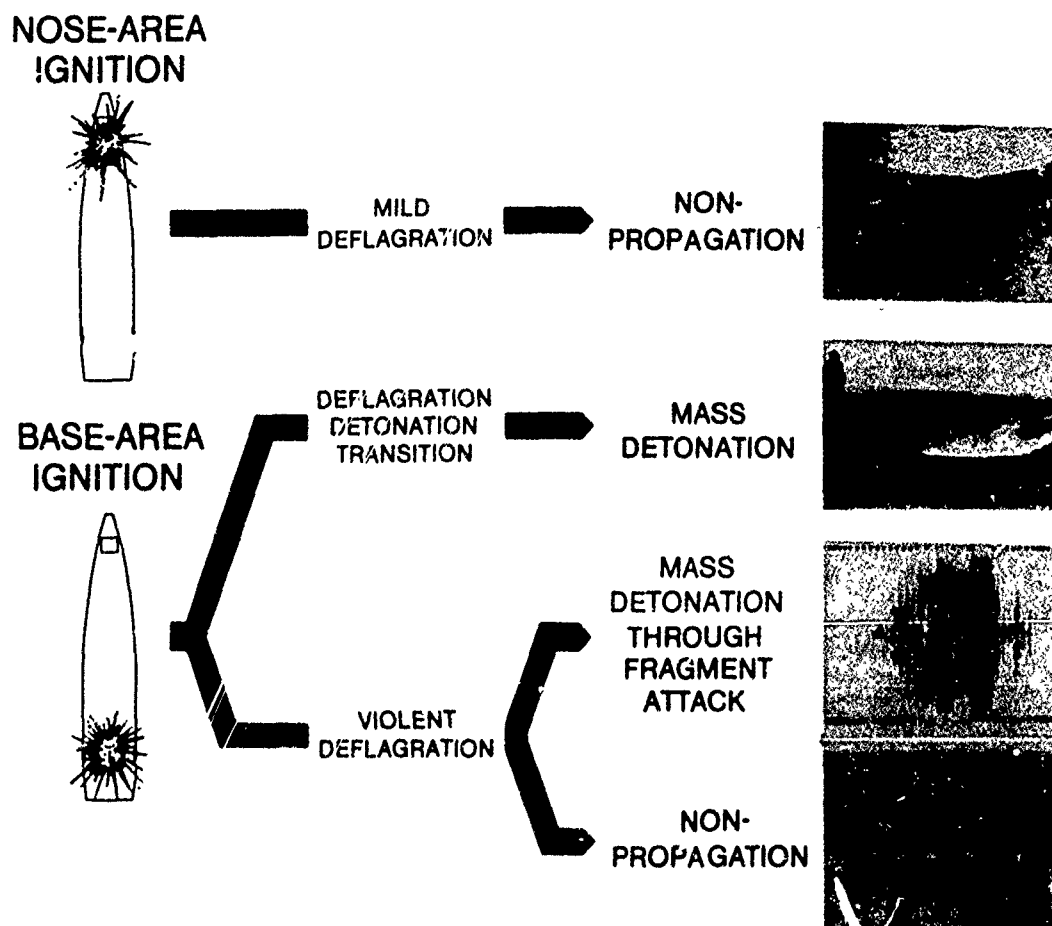 NOSE-AREA
IGNITION
MILD
DEFLAGRATION
NON-
PROPAGATION
BASE-AREA
IGNITION
DEFLAGRATION
DETONATION
TRANSITION
MASS
DETONATION
VIOLENT
DEFLAGRATION
MASS
DETONATION
THROUGH
FRAGMENT
ATTACK
NON-
PROPAGATION